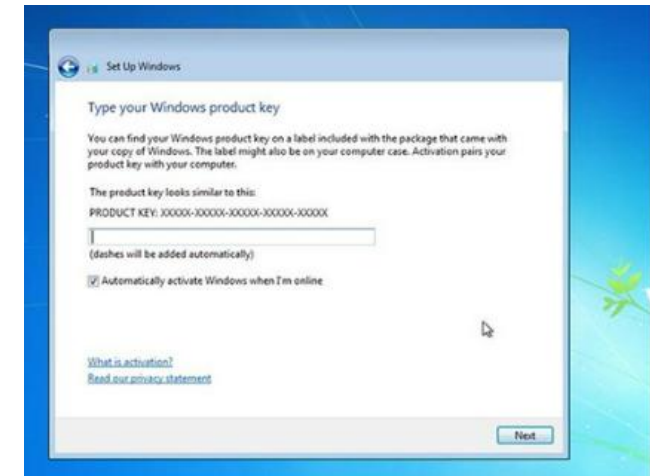 Set Up Windows
Type your Windows product key
You can find your Windows product key on a label included with the package that came with
your copy of Windows. The label might also be on your computer case. Activation pairs your
product key with your computer.
The product key looks similar to this:
PRODUCT KEY: XXXXX-XXXXX-XXXXX-XXXXX-XXXXX
(dashes will be added automatically)
Automatically activate Windows when I'm online
What is activation?
Read our privacy statement
Next